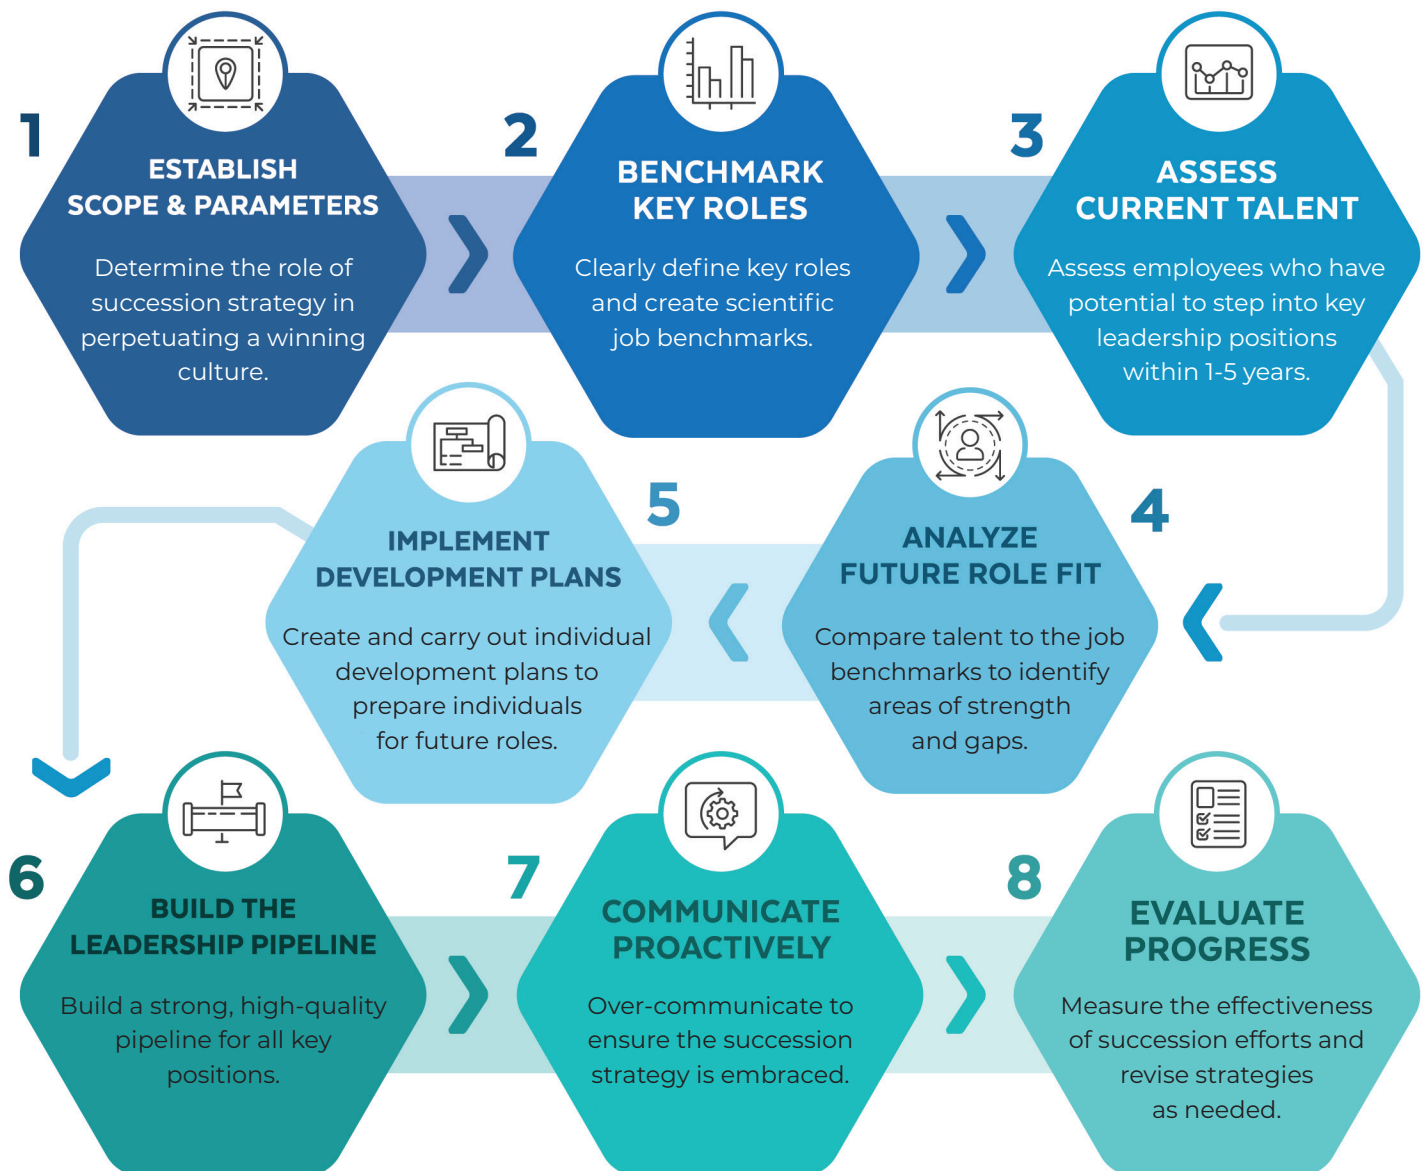 1
ESTABLISH
SCOPE & PARAMETERS
Determine the role of
succession strategy in
perpetuating a winning
culture.
2
BENCHMARK
KEY ROLES
Clearly define key roles
and create scientific
job benchmarks.
3
ASSESS
CURRENT TALENT
Assess employees who have
potential to step into key
leadership positions
within 1-5 years.
4
ANALYZE
FUTURE ROLE FIT
Compare talent to the job
benchmarks to identify
areas of strength
and gaps.
5
IMPLEMENT
DEVELOPMENT PLANS
Create and carry out individual
development plans to
prepare individuals
for future roles.
6
BUILD THE
LEADERSHIP PIPELINE
Build a strong, high-quality
pipeline for all key
positions.
7
COMMUNICATE
PROACTIVELY
Over-communicate to
ensure the succession
strategy is embraced.
8
EVALUATE
PROGRESS
Measure the effectiveness
of succession efforts and
revise strategies
as needed.